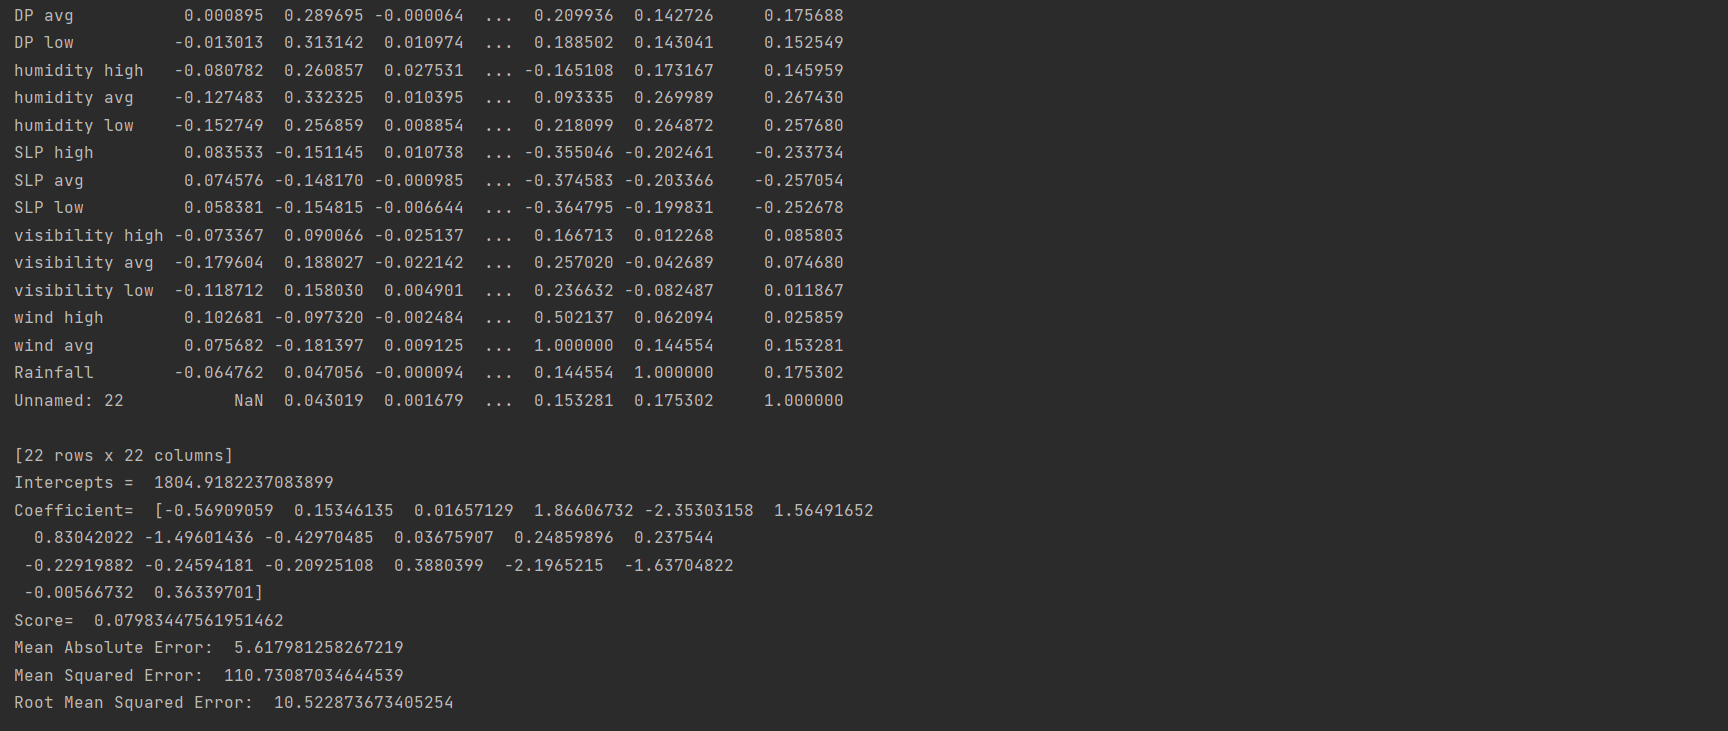 DP avg           0.000895  0.289695 -0.000064  ...  0.209936  0.142726     0.175688
DP low          -0.013013  0.313142  0.010974  ...  0.188502  0.143041     0.152549
humidity high   -0.080782  0.260857  0.027531  ... -0.165108  0.173167     0.145959
humidity avg    -0.127483  0.332325  0.010395  ...  0.093335  0.269989     0.267430
humidity low    -0.152749  0.256859  0.008854  ...  0.218099  0.264872     0.257680
SLP high         0.083533 -0.151145  0.010738  ... -0.355046 -0.202461    -0.233734
SLP avg          0.074576 -0.148170 -0.000985  ... -0.374583 -0.203366    -0.257054
SLP low          0.058381 -0.154815 -0.006644  ... -0.364795 -0.199831    -0.252678
visibility high -0.073367  0.090066 -0.025137  ...  0.166713  0.012268     0.085803
visibility avg  -0.179604  0.188027 -0.022142  ...  0.257020 -0.042689     0.074680
visibility low  -0.118712  0.158030  0.004901  ...  0.236632 -0.082487     0.011867
wind high        0.102681 -0.097320 -0.002484  ...  0.502137  0.062094     0.025859
wind avg         0.075682 -0.181397  0.009125  ...  1.000000  0.144554     0.153281
Rainfall        -0.064762  0.047056 -0.000094  ...  0.144554  1.000000     0.175302
Unnamed: 22           NaN  0.043019  0.001679  ...  0.153281  0.175302     1.000000
[22 rows x 22 columns]
Intercepts =  1804.9182237083899
Coefficient=  [-0.56909059  0.15346135  0.01657129  1.86606732 -2.35303158  1.56491652
  0.83042022 -1.49601436 -0.42970485  0.03675907  0.24859896  0.237544
 -0.22919882 -0.24594181 -0.20925108  0.3880399  -2.1965215  -1.63704822
 -0.00566732  0.36339701]
Score=  0.07983447561951462
Mean Absolute Error:  5.617981258267219
Mean Squared Error:  110.73087034644539
Root Mean Squared Error:  10.522873673405254